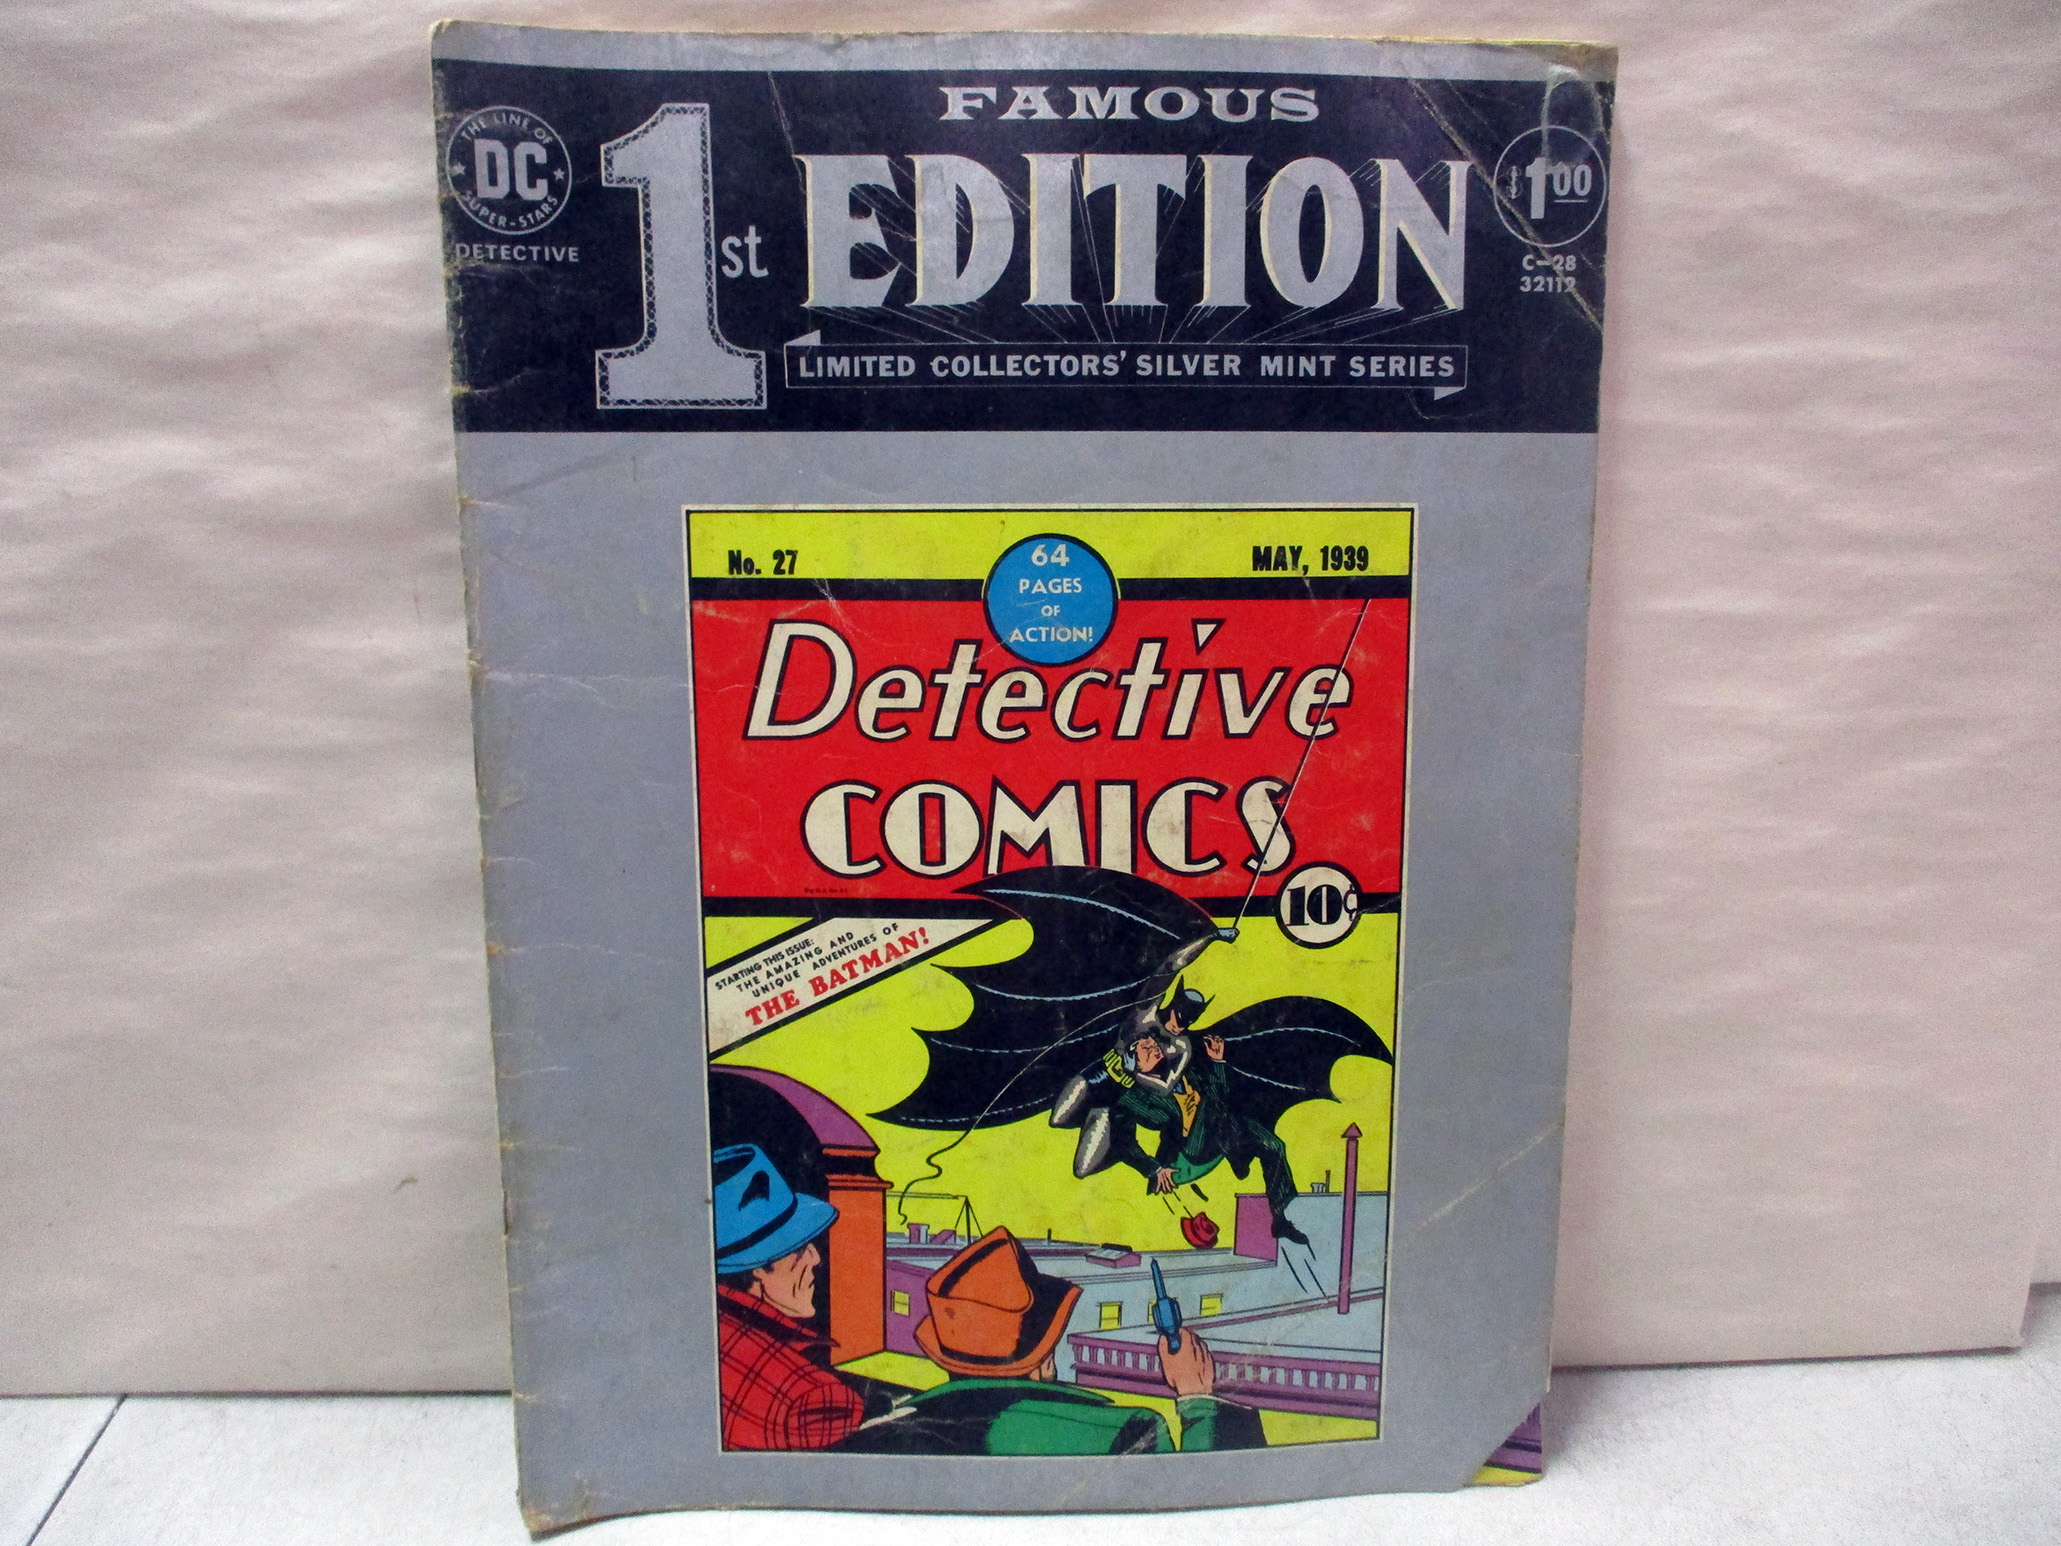 FAMOUS
1st EDITION
LIMITED COLLECTORS' SILVER MINT SERIES
THE LINE OF
DC
SUPER-STARS
DETECTIVE
$1.00
C-28
32112
No. 27
64
PAGES
OF
ACTION!
MAY, 1939
Detective
COMICS
10¢
STARTING THIS ISSUE:
THE AMAZING AND
UNIQUE ADVENTURES OF
THE BATMAN!